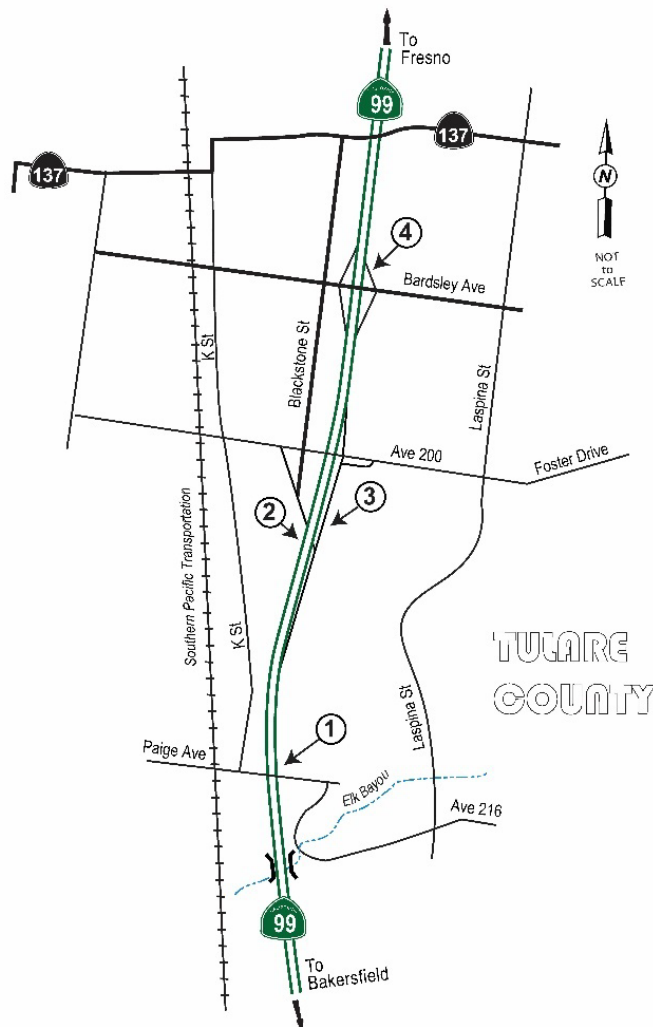 To
Fresno
99
137
137
N
NOT
to
SCALE
4
Bardsley Ave
K St
Blackstone St
Laspina St
Ave 200
Foster Drive
2
3
Southern Pacific Transportation
K St
TULARE
COUNTY
Laspina St
1
Paige Ave
Elk Bayou
Ave 216
99
To
Bakersfield